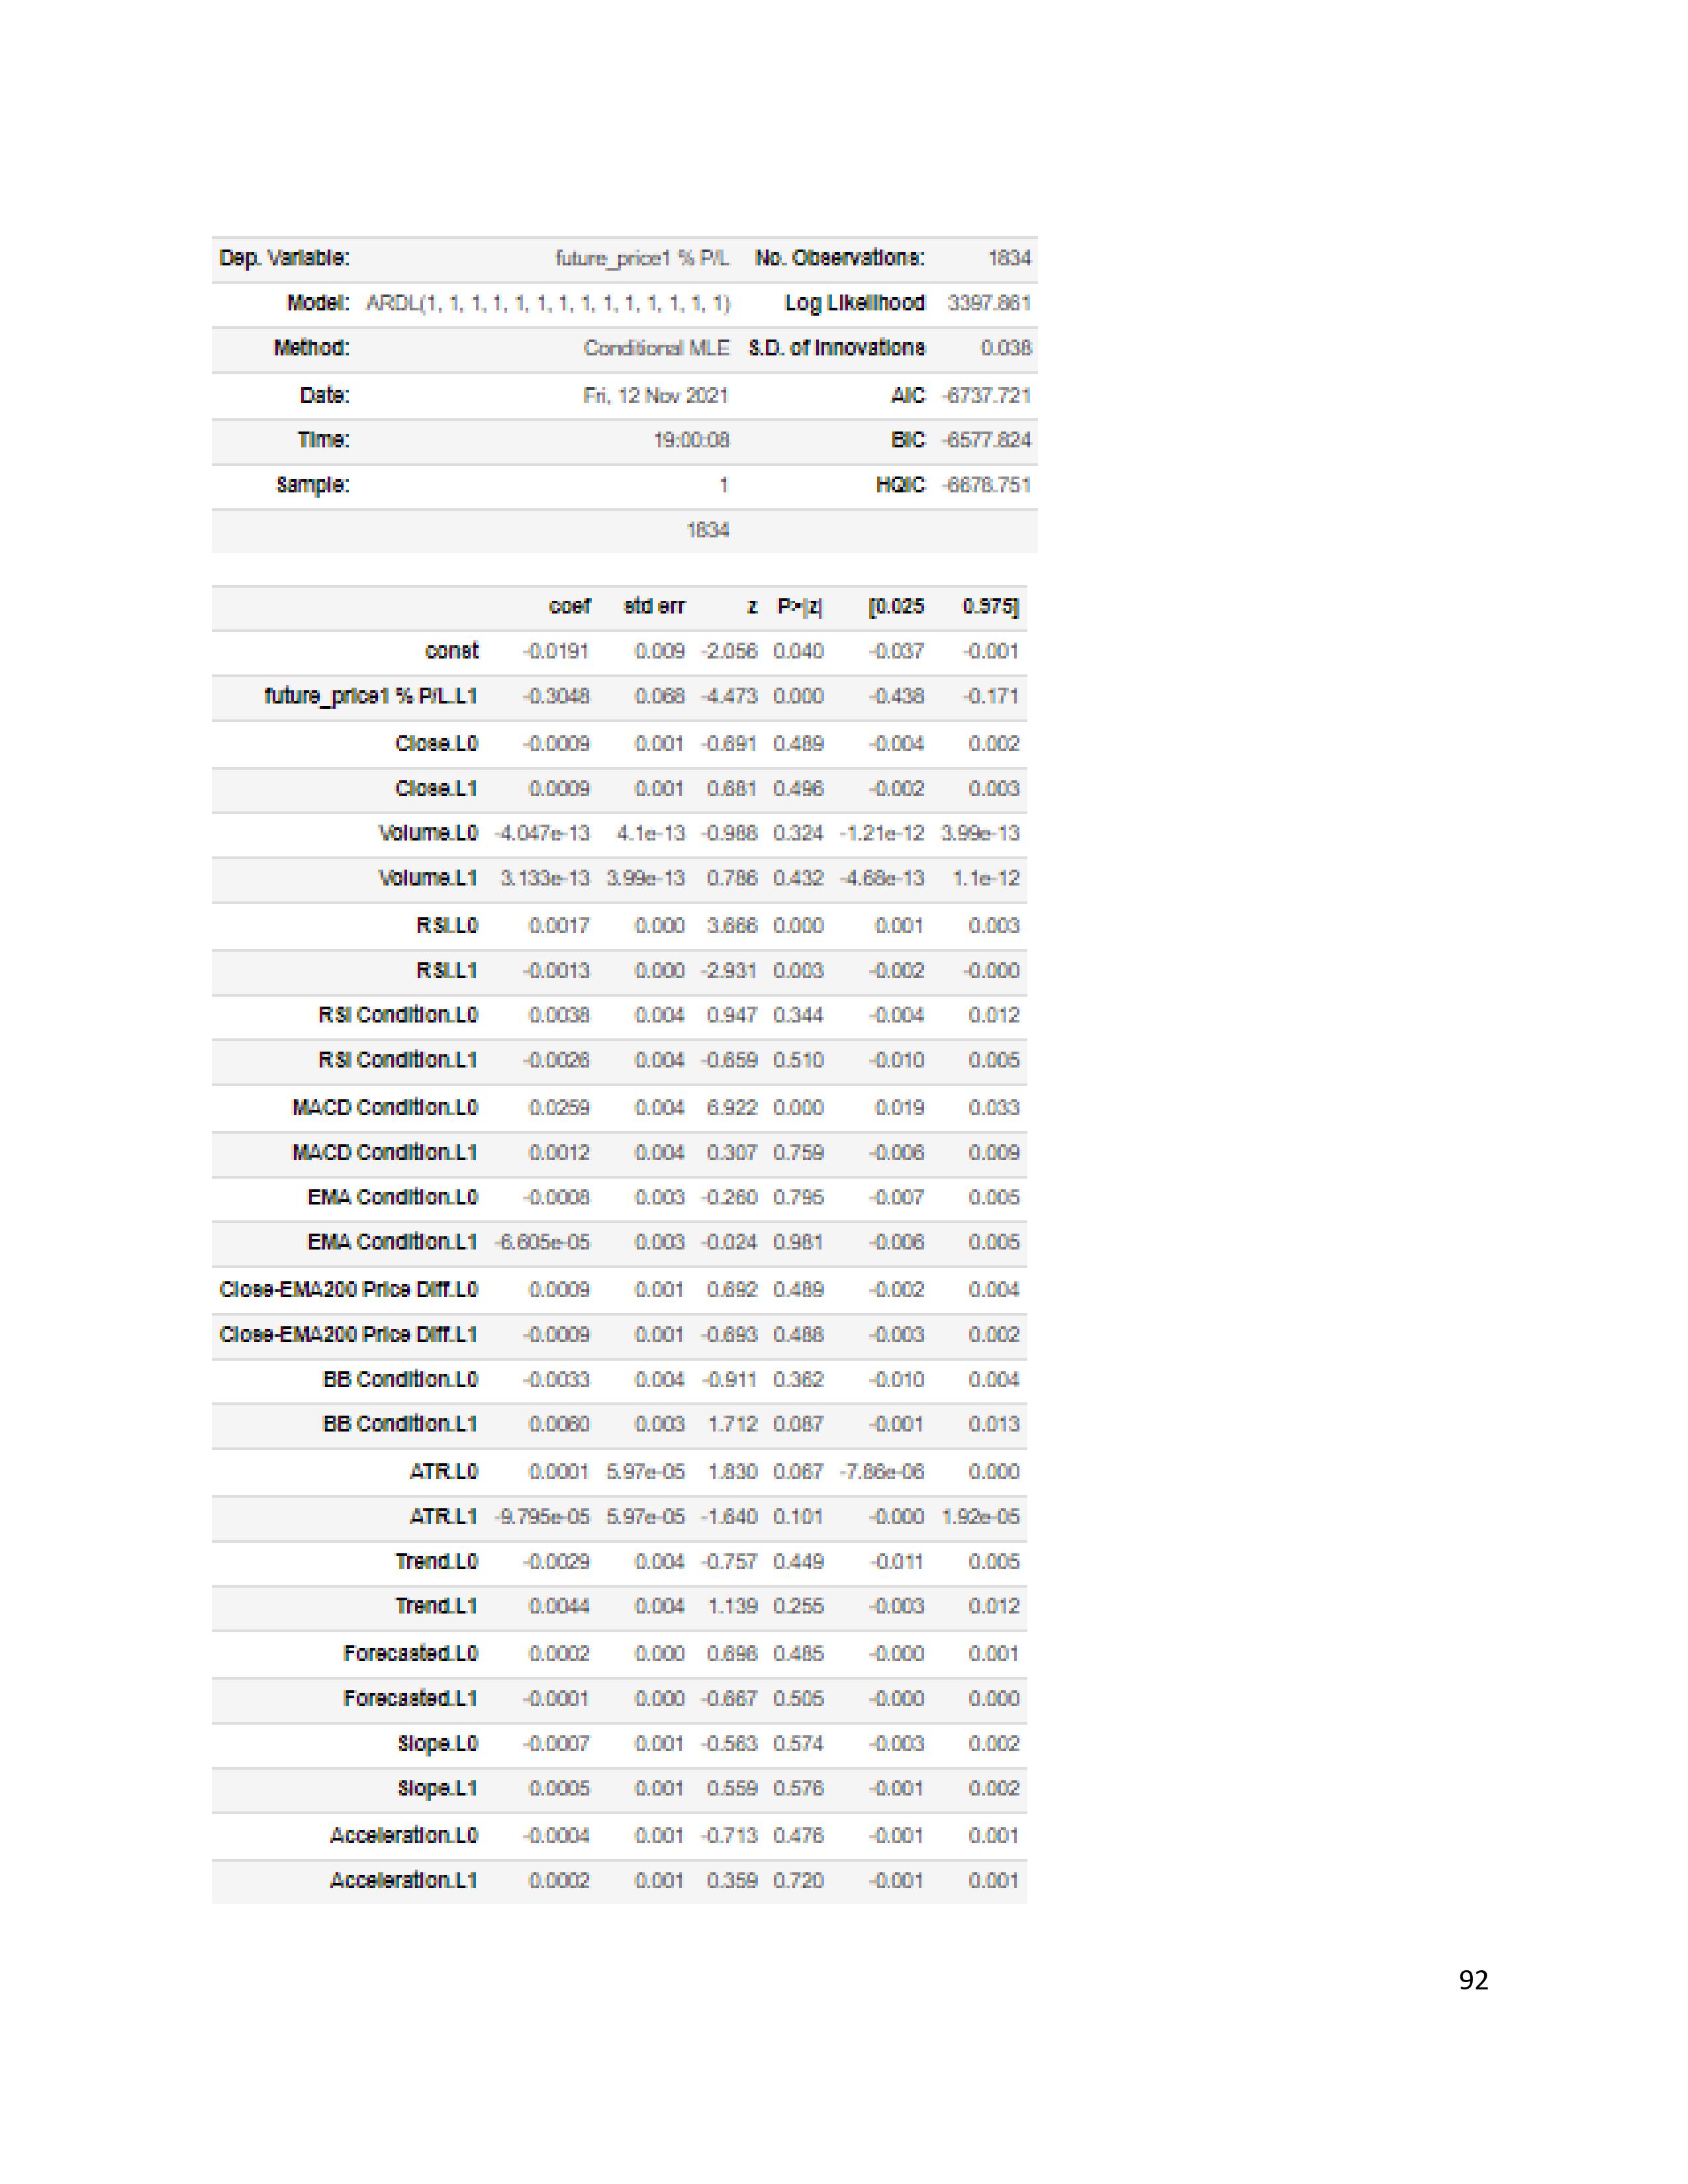 Dep. Variable: future_price1 % P/L No. Observations: 1834
Model: ARDL(1, 1, 1, 1, 1, 1, 1, 1, 1, 1, 1, 1, 1, 1) Log Likelihood 3397.861
Method: Conditional MLE S.D. of Innovations 0.038
Date: Fri, 12 Nov 2021 AIC -6737.721
Time: 19:00:08 BIC -6577.824
Sample: 1 HQIC -6678.751
1834
coef std err z P>|z| [0.025 0.975]
const -0.0191 0.009 -2.056 0.040 -0.037 -0.001
future_price1 % P/L.L1 -0.3048 0.068 -4.473 0.000 -0.438 -0.171
Close.L0 -0.0009 0.001 -0.691 0.489 -0.004 0.002
Close.L1 0.0009 0.001 0.681 0.496 -0.002 0.003
Volume.L0 -4.047e-13 4.1e-13 -0.988 0.324 -1.21e-12 3.99e-13
Volume.L1 3.133e-13 3.99e-13 0.786 0.432 -4.68e-13 1.1e-12
RSI.L0 0.0017 0.000 3.666 0.000 0.001 0.003
RSI.L1 -0.0013 0.000 -2.931 0.003 -0.002 -0.000
RSI Condition.L0 0.0038 0.004 0.947 0.344 -0.004 0.012
RSI Condition.L1 -0.0026 0.004 -0.659 0.510 -0.010 0.005
MACD Condition.L0 0.0259 0.004 6.922 0.000 0.019 0.033
MACD Condition.L1 0.0012 0.004 0.307 0.759 -0.006 0.009
EMA Condition.L0 -0.0008 0.003 -0.260 0.795 -0.007 0.005
EMA Condition.L1 -6.605e-05 0.003 -0.024 0.981 -0.006 0.005
Close-EMA200 Price Diff.L0 0.0009 0.001 0.692 0.489 -0.002 0.004
Close-EMA200 Price Diff.L1 -0.0009 0.001 -0.693 0.488 -0.003 0.002
BB Condition.L0 -0.0033 0.004 -0.911 0.362 -0.010 0.004
BB Condition.L1 0.0060 0.003 1.712 0.087 -0.001 0.013
ATR.L0 0.0001 5.97e-05 1.830 0.067 -7.86e-06 0.000
ATR.L1 -9.795e-05 5.97e-05 -1.640 0.101 -0.000 1.92e-05
Trend.L0 -0.0029 0.004 -0.757 0.449 -0.011 0.005
Trend.L1 0.0044 0.004 1.139 0.255 -0.003 0.012
Forecasted.L0 0.0002 0.000 0.698 0.485 -0.000 0.001
Forecasted.L1 -0.0001 0.000 -0.667 0.505 -0.000 0.000
Slope.L0 -0.0007 0.001 -0.563 0.574 -0.003 0.002
Slope.L1 0.0005 0.001 0.559 0.576 -0.001 0.002
Acceleration.L0 -0.0004 0.001 -0.713 0.476 -0.001 0.001
Acceleration.L1 0.0002 0.001 0.359 0.720 -0.001 0.001
92